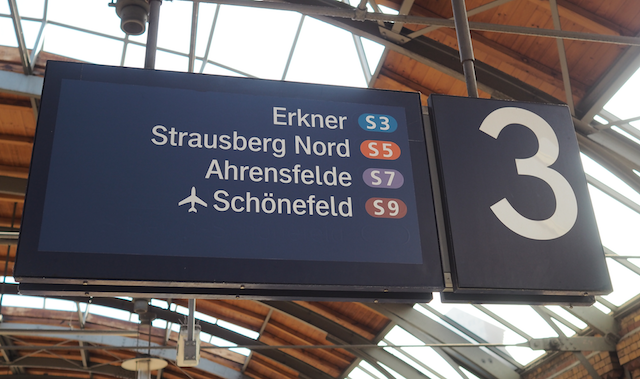 Erkner S3
Strausberg Nord S5
Ahrensfelde S7
Schönefeld S9
3